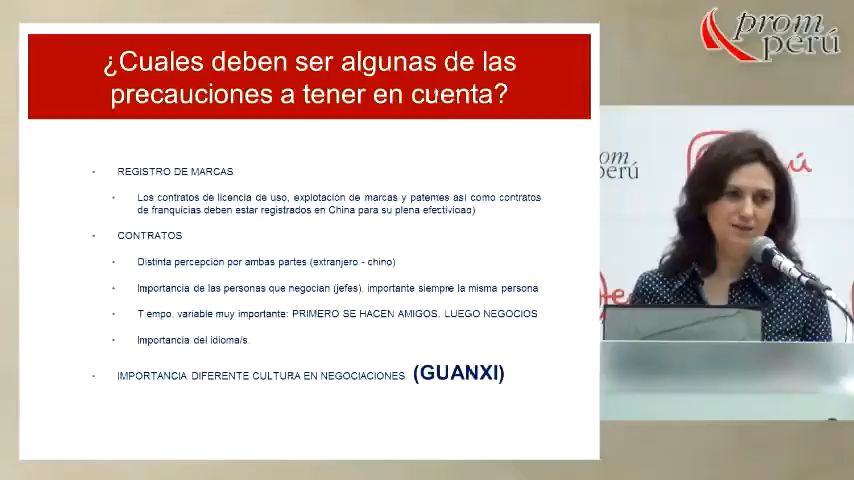 prom
perú
¿Cuales deben ser algunas de las
precauciones a tener en cuenta?
REGISTRO DE MARCAS
Los contratos de licencia de uso, explotación de marcas y patentes así como contratos
de franquicias deben estar registrados en China para su plena efectividad)
CONTRATOS
Distinta percepción por ambas partes (extranjero - chino)
Importancia de las personas que negocian (jefes), importante siempre la misma persona
Tempo, variable muy importante: PRIMERO SE HACEN AMIGOS. LUEGO NEGOCIOS
Importancia del idioma/s.
IMPORTANCIA DIFERENTE CULTURA EN NEGOCIACIONES (GUANXI)
om
perú
ú